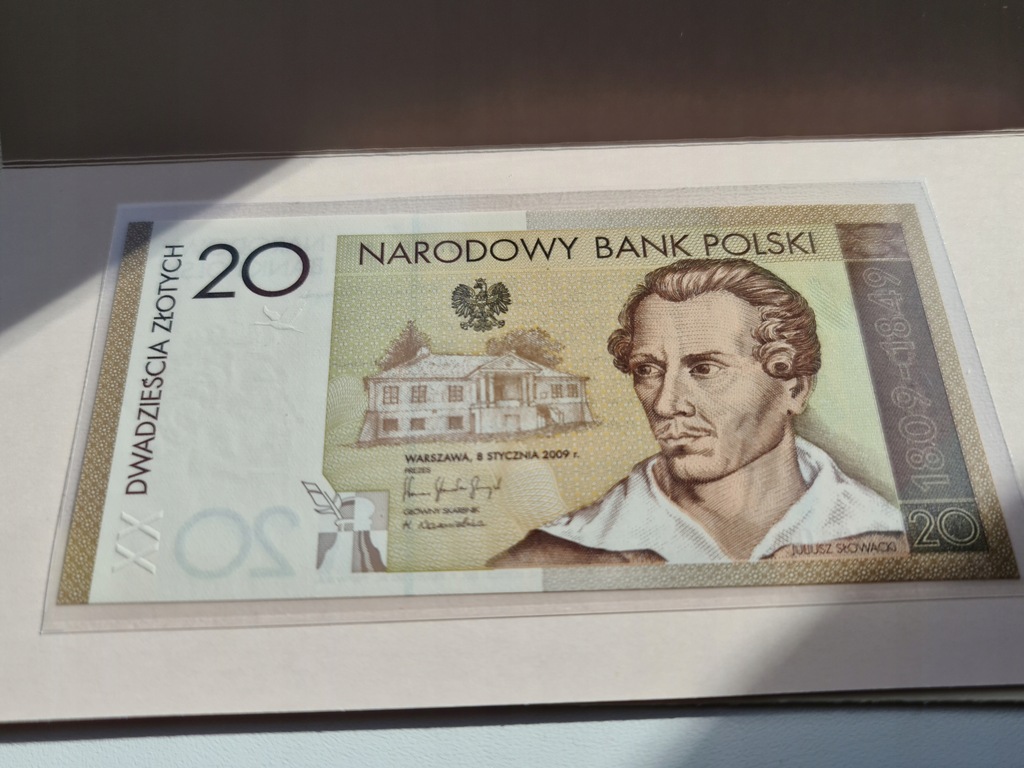 DWADZIEŚCIA ZŁOTYCH
20
NARODOWY BANK POLSKI
WARSZAWA, 8 STYCZNIA 2009 r.
PREZES
GŁÓWNY SKARBNIK
XX
20
JULIUSZ SŁOWACKI
1809-1849
20